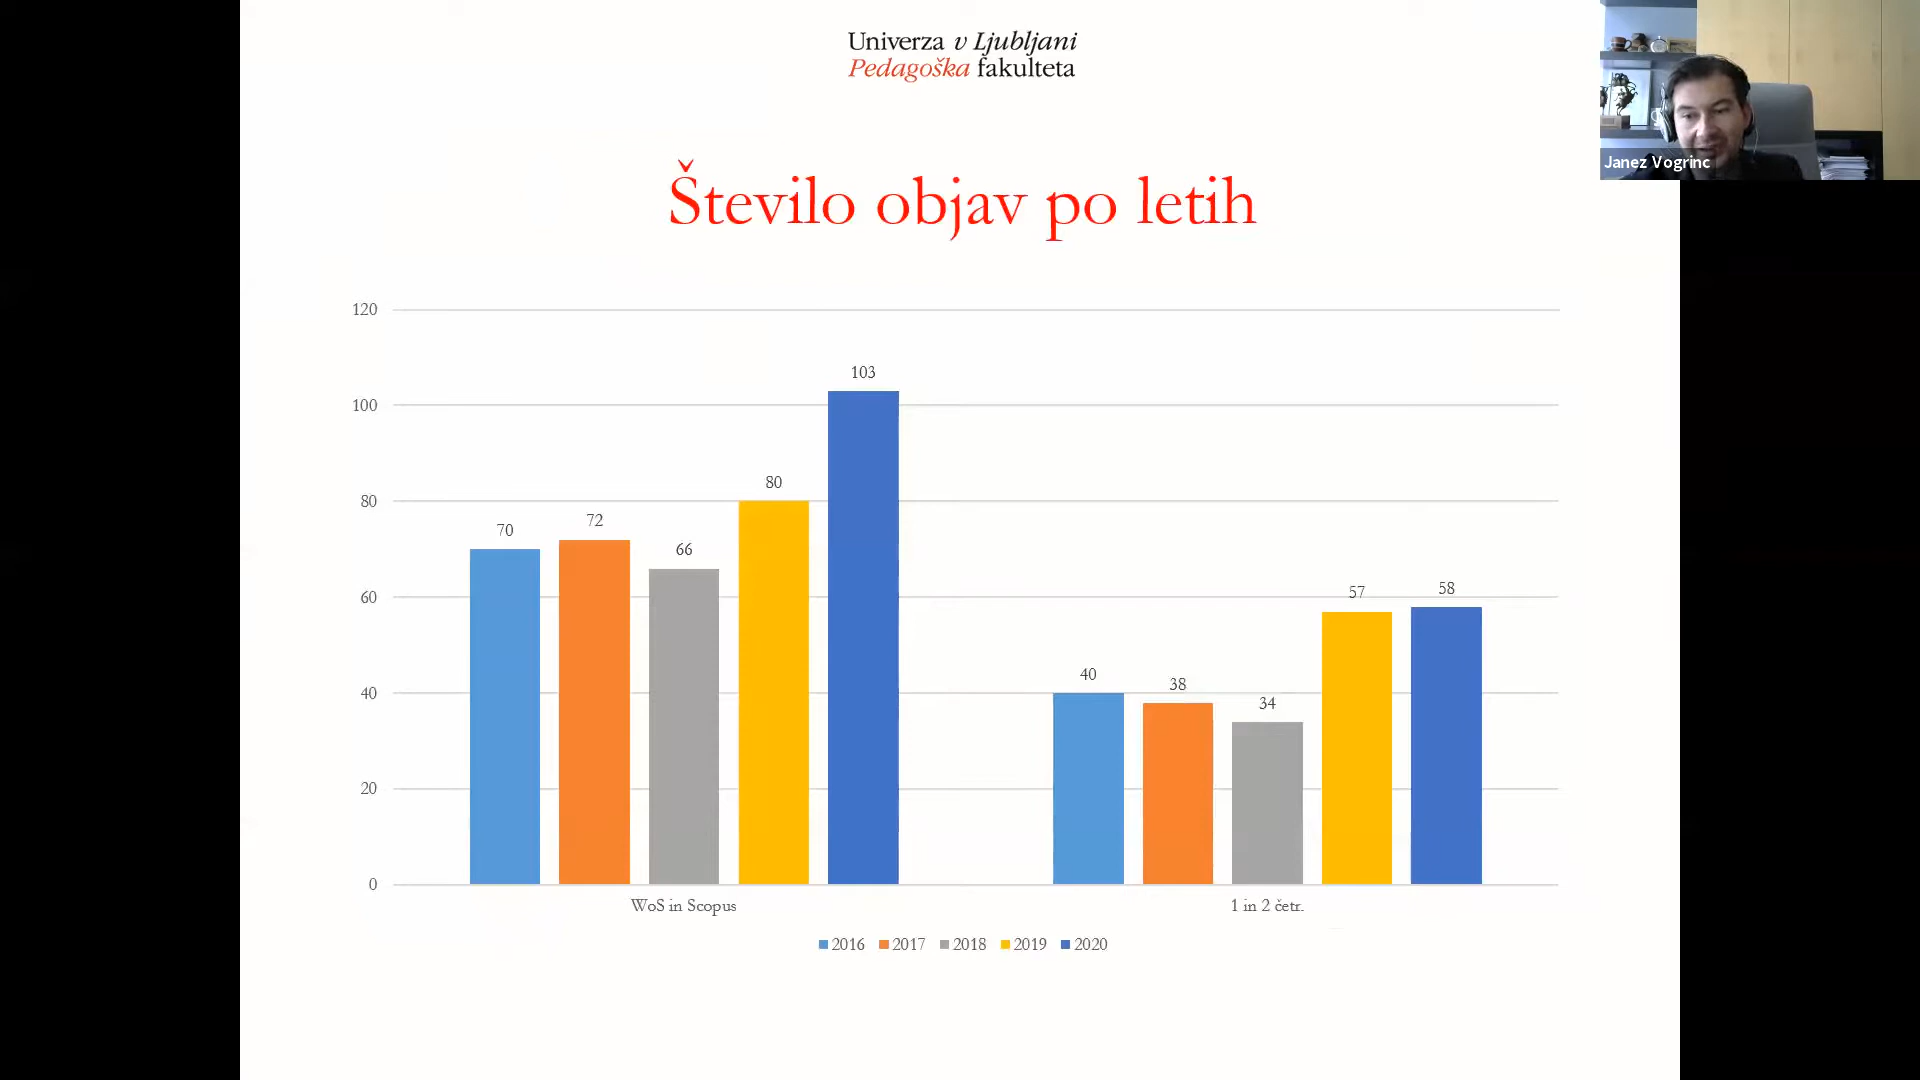 Univerza v Ljubljani
Pedagoška fakulteta
Janez Vogrinc
Število objav po letih
120
100
80
60
40
20
0
70
72
66
80
103
40
38
34
57
58
WoS in Scopus
1 in 2 četr.
2016 2017 2018 2019 2020